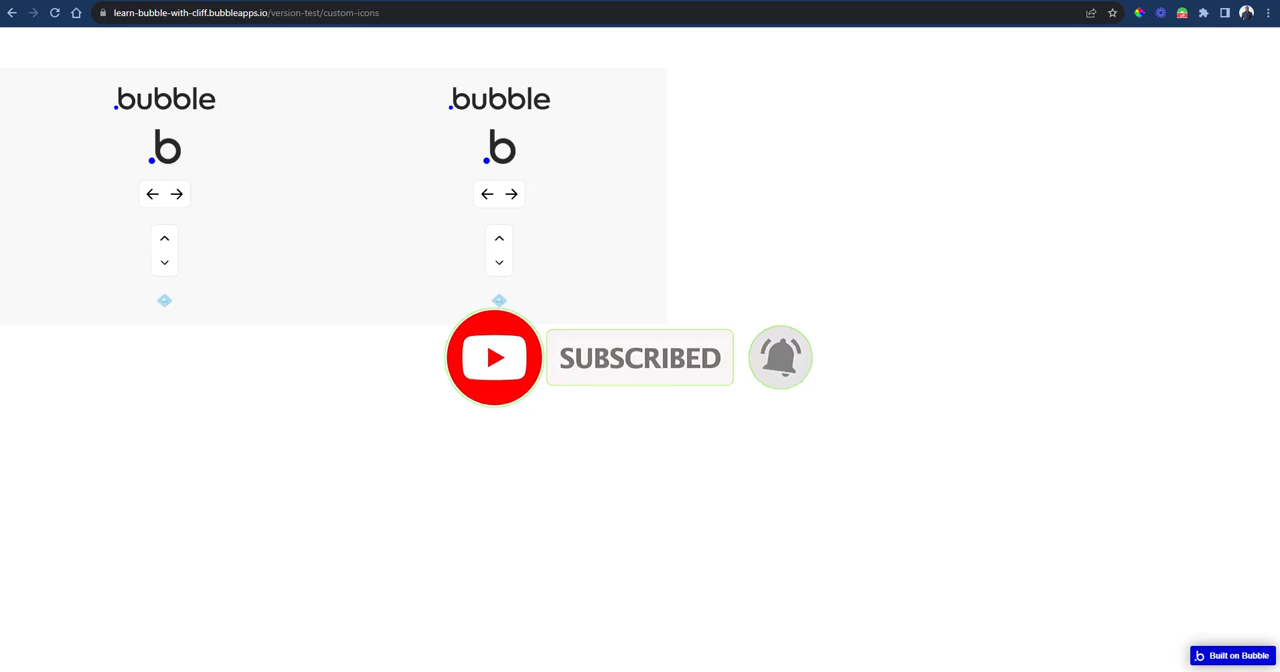 learn-bubble-with-cliff.bubbleapps.io/version-test/custom-icons
.bubble .bubble
.b .b
SUBSCRIBED
b Built on Bubble